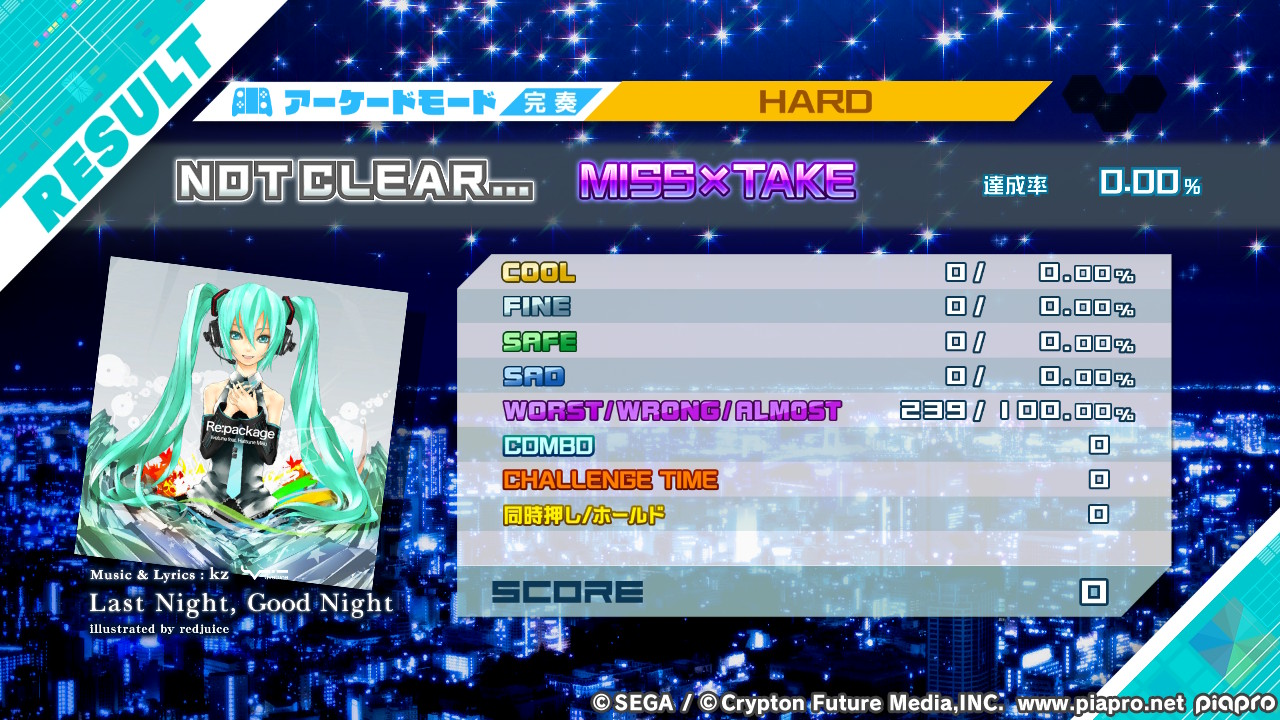 RESULT
アーケードモード 完奏 HARD
NOT CLEAR... MISS×TAKE 達成率 0.00%
COOL 0/ 0.00%
FINE 0/ 0.00%
SAFE 0/ 0.00%
SAD 0/ 0.00%
WORST/WRONG/ALMOST 239/ 100.00%
COMBO 0
CHALLENGE TIME 0
同時押し/ホールド 0
SCORE 0
Re:package
livetune feat. Hatsune Miku
Music & Lyrics : kz
Last Night, Good Night
illustrated by redjuice
© SEGA / © Crypton Future Media,INC. www.piapro.net piapro